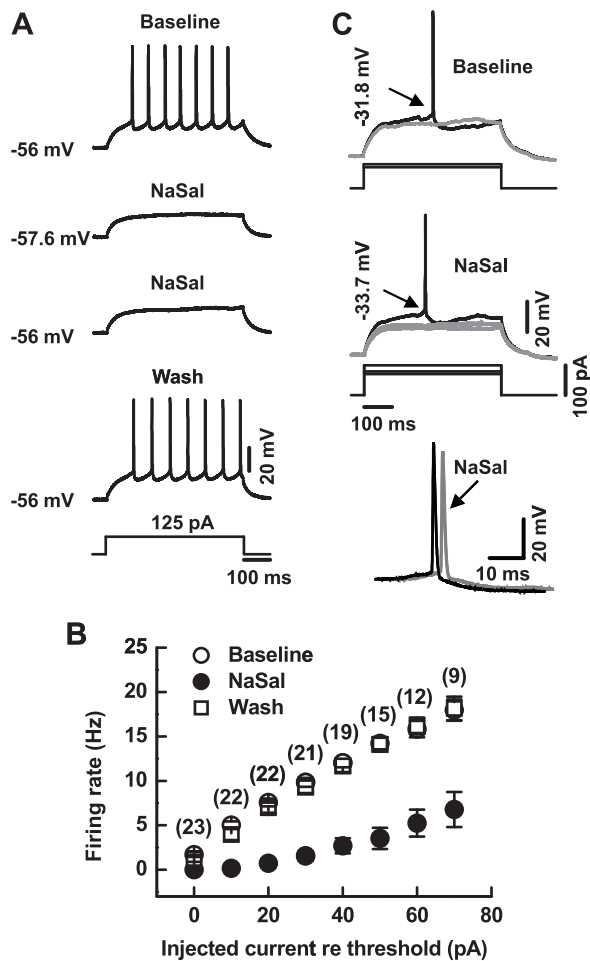 A
Baseline
-56 mV
NaSal
-57.6 mV
NaSal
-56 mV
Wash
20 mV
-56 mV
125 pA
100 ms
C
-31.8 mV
Baseline
-33.7 mV
NaSal
20 mV
100 pA
100 ms
NaSal
20 mV
10 ms
B
Firing rate (Hz)
25
20
15
10
5
0
Baseline
NaSal
Wash
(23)
(22)
(22)
(21)
(19)
(15)
(12)
(9)
0 20 40 60 80
Injected current re threshold (pA)